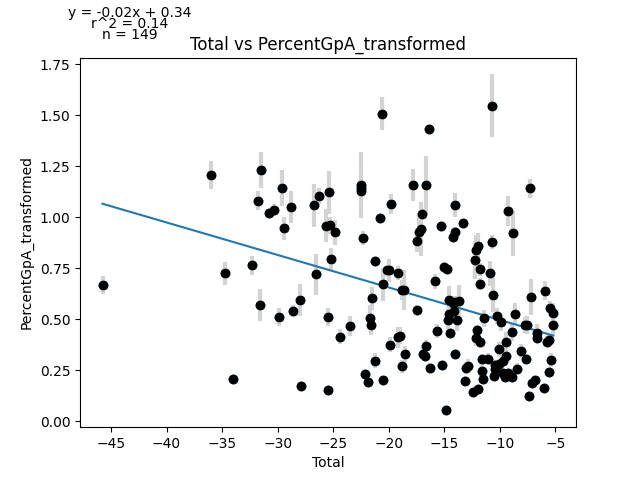 y = -0.02x + 0.34
r^2 = 0.14
n = 149
Total vs PercentGpA_transformed
PercentGpA_transformed
1.75
1.50
1.25
1.00
0.75
0.50
0.25
0.00
−45
−40
−35
−30
−25
−20
−15
−10
−5
Total